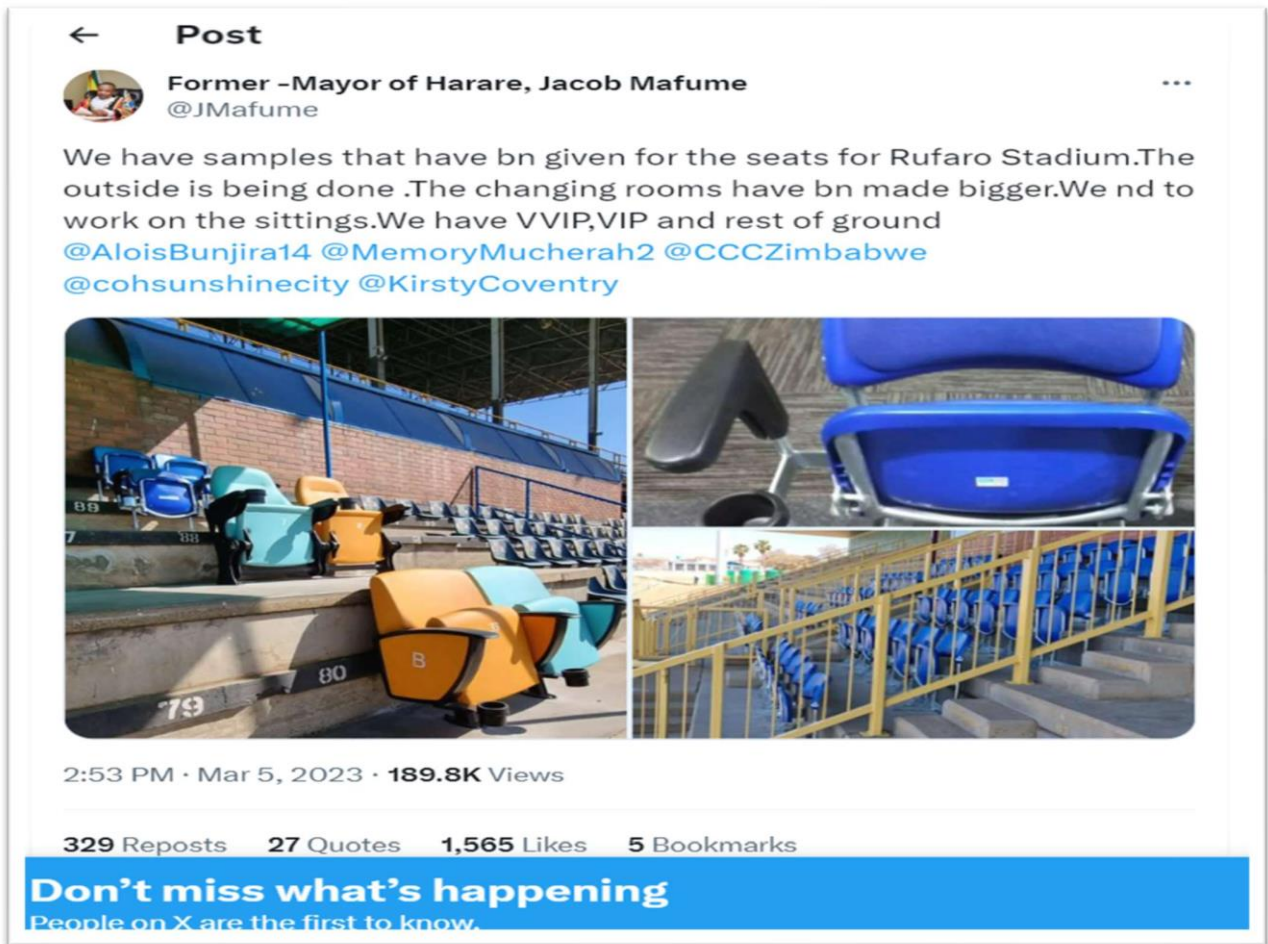 ← Post
Former -Mayor of Harare, Jacob Mafume
@JMafume
We have samples that have bn given for the seats for Rufaro Stadium.The
outside is being done .The changing rooms have bn made bigger.We nd to
work on the sittings.We have VVIP,VIP and rest of ground
@AloisBunjira14 @MemoryMucherah2 @CCCZimbabwe
@cohsunshinecity @KirstyCoventry
89
7
88
B
80
79
2:53 PM · Mar 5, 2023 · 189.8K Views
329 Reposts 27 Quotes 1,565 Likes 5 Bookmarks
Don’t miss what’s happening
People on X are the first to know.